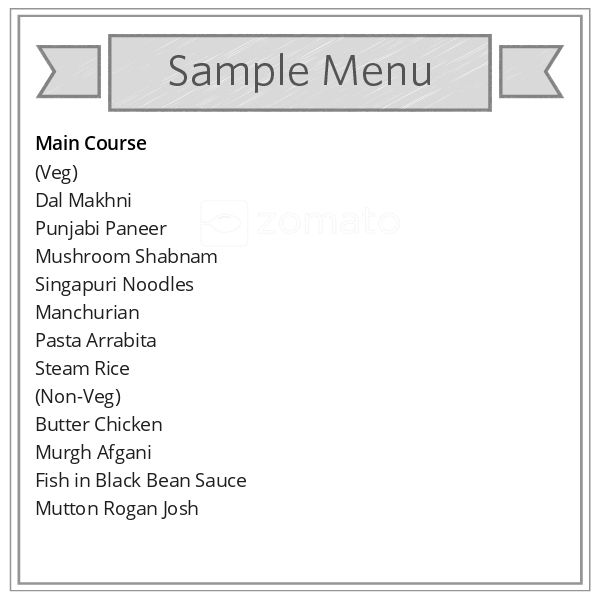 Sample Menu
Main Course
(Veg)
Dal Makhni
Punjabi Paneer
Mushroom Shabnam
Singapuri Noodles
Manchurian
Pasta Arrabita
Steam Rice
(Non-Veg)
Butter Chicken
Murgh Afgani
Fish in Black Bean Sauce
Mutton Rogan Josh
zomato